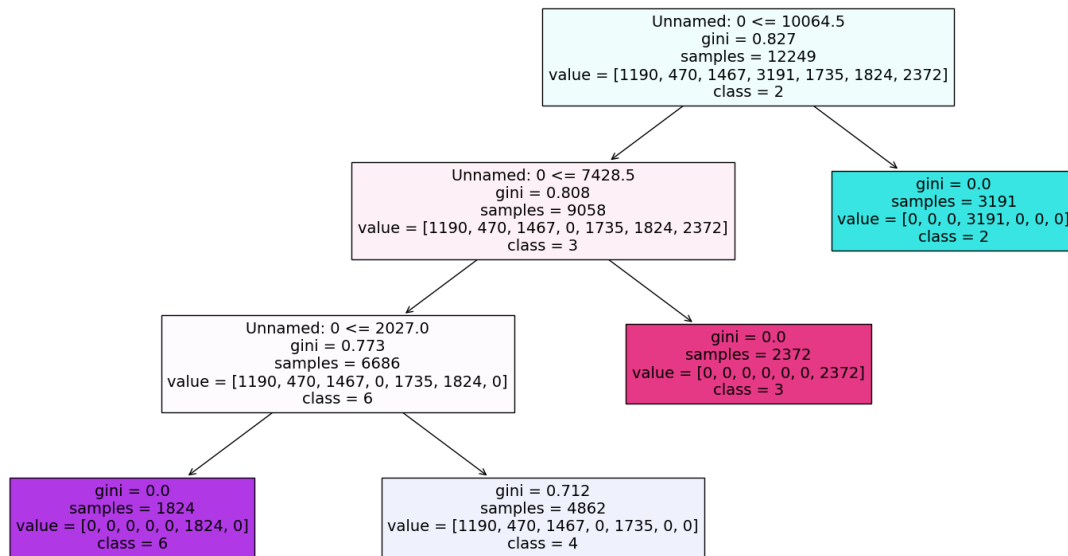 Unnamed: 0 <= 10064.5
gini = 0.827
samples = 12249
value = [1190, 470, 1467, 3191, 1735, 1824, 2372]
class = 2
Unnamed: 0 <= 7428.5
gini = 0.808
samples = 9058
value = [1190, 470, 1467, 0, 1735, 1824, 2372]
class = 3
gini = 0.0
samples = 3191
value = [0, 0, 0, 3191, 0, 0, 0]
class = 2
Unnamed: 0 <= 2027.0
gini = 0.773
samples = 6686
value = [1190, 470, 1467, 0, 1735, 1824, 0]
class = 6
gini = 0.0
samples = 2372
value = [0, 0, 0, 0, 0, 0, 2372]
class = 3
gini = 0.0
samples = 1824
value = [0, 0, 0, 0, 0, 1824, 0]
class = 6
gini = 0.712
samples = 4862
value = [1190, 470, 1467, 0, 1735, 0, 0]
class = 4